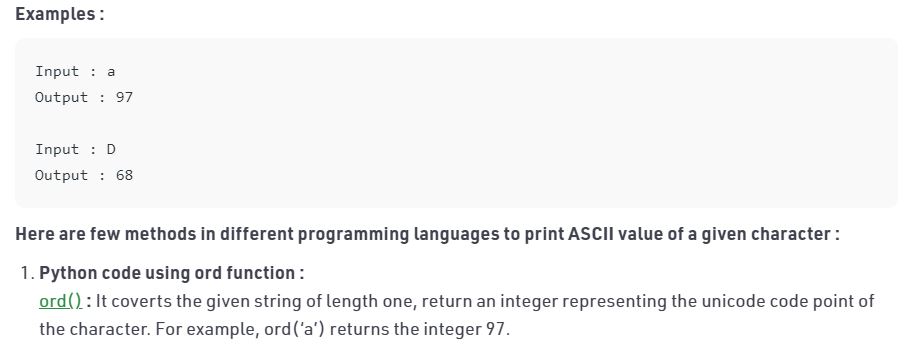 Examples :
Input : a
Output : 97
Input : D
Output : 68
Here are few methods in different programming languages to print ASCII value of a given character :
1. Python code using ord function :
ord() : It coverts the given string of length one, return an integer representing the unicode code point of
the character. For example, ord(‘a’) returns the integer 97.